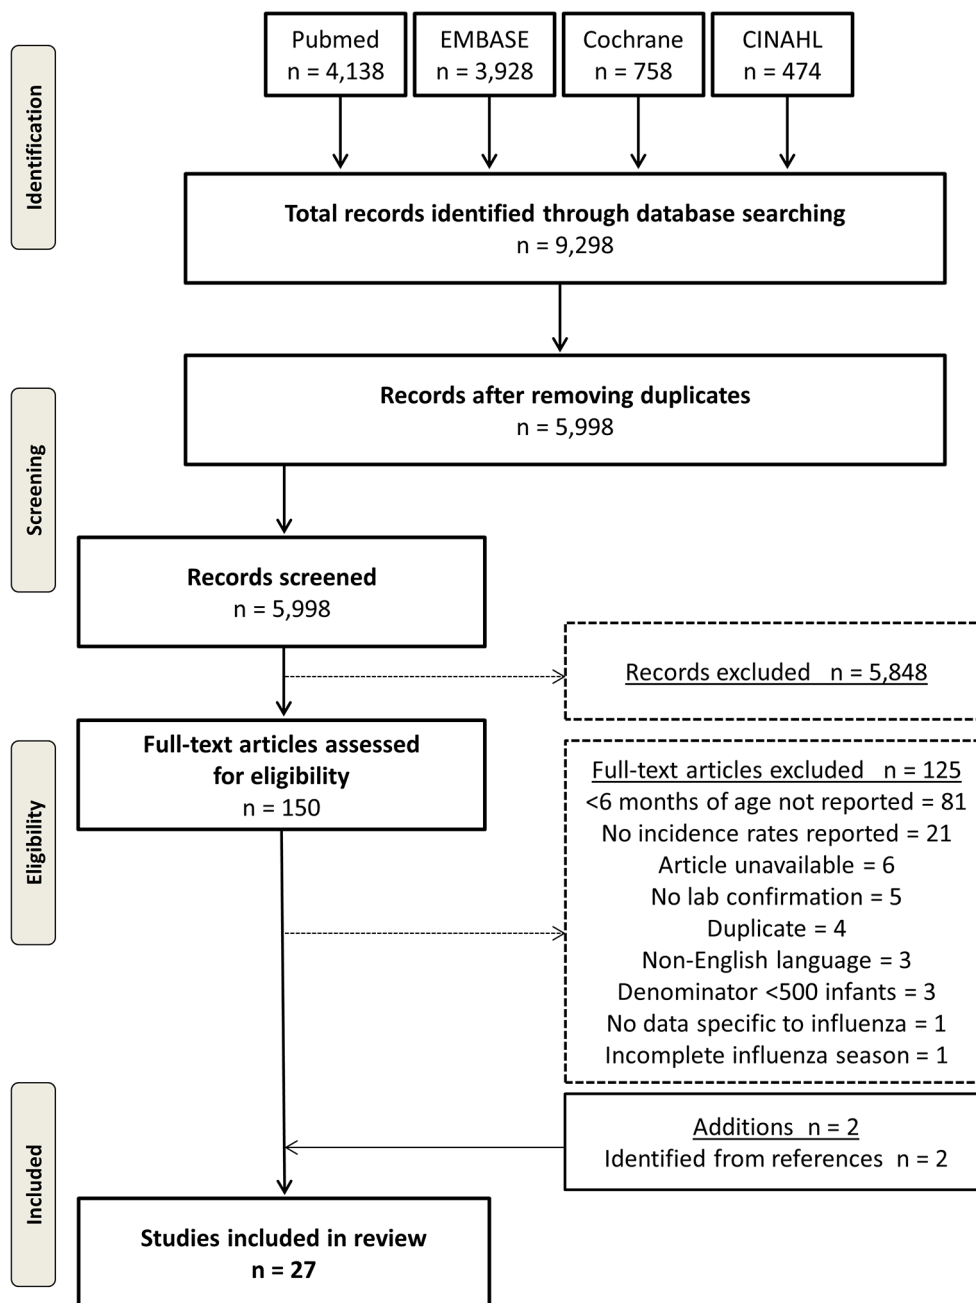 Pubmed
n = 4,138
EMBASE
n = 3,928
Cochrane
n = 758
CINAHL
n = 474
Identification
Total records identified through database searching
n = 9,298
Records after removing duplicates
n = 5,998
Screening
Records screened
n = 5,998
Records excluded   n = 5,848
Full-text articles assessed
for eligibility
n = 150
Eligibility
Full-text articles excluded   n = 125
<6 months of age not reported = 81
No incidence rates reported = 21
Article unavailable = 6
No lab confirmation = 5
Duplicate = 4
Non-English language = 3
Denominator <500 infants = 3
No data specific to influenza = 1
Incomplete influenza season = 1
Additions  n = 2
Identified from references  n = 2
Included
Studies included in review
n = 27